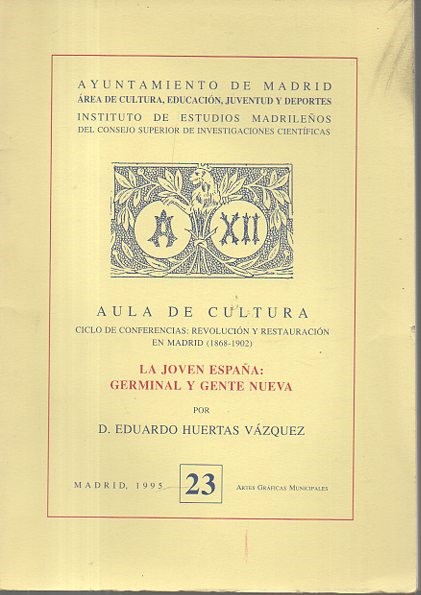 AYUNTAMIENTO DE MADRID
ÁREA DE CULTURA, EDUCACIÓN, JUVENTUD Y DEPORTES
INSTITUTO DE ESTUDIOS MADRILEÑOS
DEL CONSEJO SUPERIOR DE INVESTIGACIONES CIENTÍFICAS
A XII
AULA DE CULTURA
CICLO DE CONFERENCIAS: REVOLUCIÓN Y RESTAURACIÓN
EN MADRID (1868-1902)
LA JOVEN ESPAÑA:
GERMINAL Y GENTE NUEVA
POR
D. EDUARDO HUERTAS VÁZQUEZ
MADRID, 1995 23 ARTES GRÁFICAS MUNICIPALES